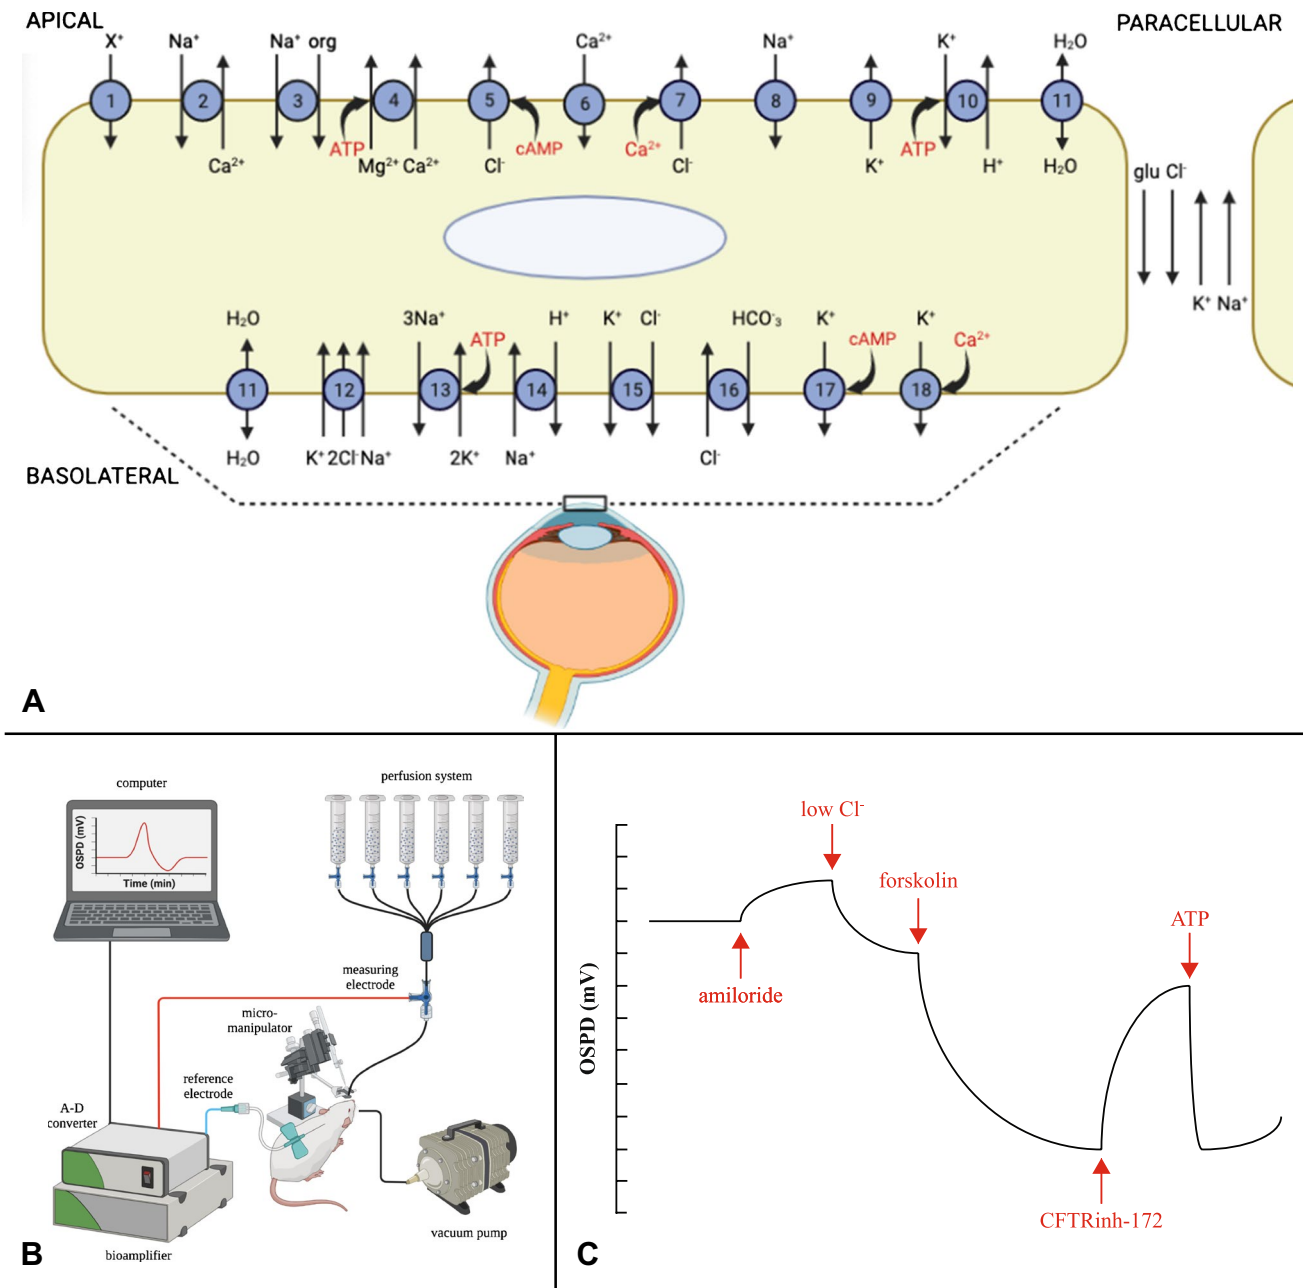 APICAL
PARACELLULAR
X⁺ Na⁺ Na⁺ org Ca²⁺ Na⁺ K⁺ H₂O
1 2 3 4 5 6 7 8 9 10 11
ATP cAMP Ca²⁺ ATP
Ca²⁺ Mg²⁺ Ca²⁺ Cl⁻ Cl⁻ K⁺ H⁺ H₂O
glu Cl⁻
K⁺ Na⁺
H₂O 3Na⁺ H⁺ K⁺ Cl⁻ HCO⁻₃ K⁺ K⁺
ATP cAMP Ca²⁺
11 12 13 14 15 16 17 18
H₂O K⁺ 2Cl⁻ Na⁺ 2K⁺ Na⁺ Cl⁻
BASOLATERAL
A
computer
OSPD (mV)
Time (min)
perfusion system
measuring
electrode
micro-
manipulator
reference
electrode
A-D
converter
vacuum pump
bioamplifier
B
low Cl⁻
forskolin
ATP
amiloride
OSPD (mV)
CFTRinh-172
C